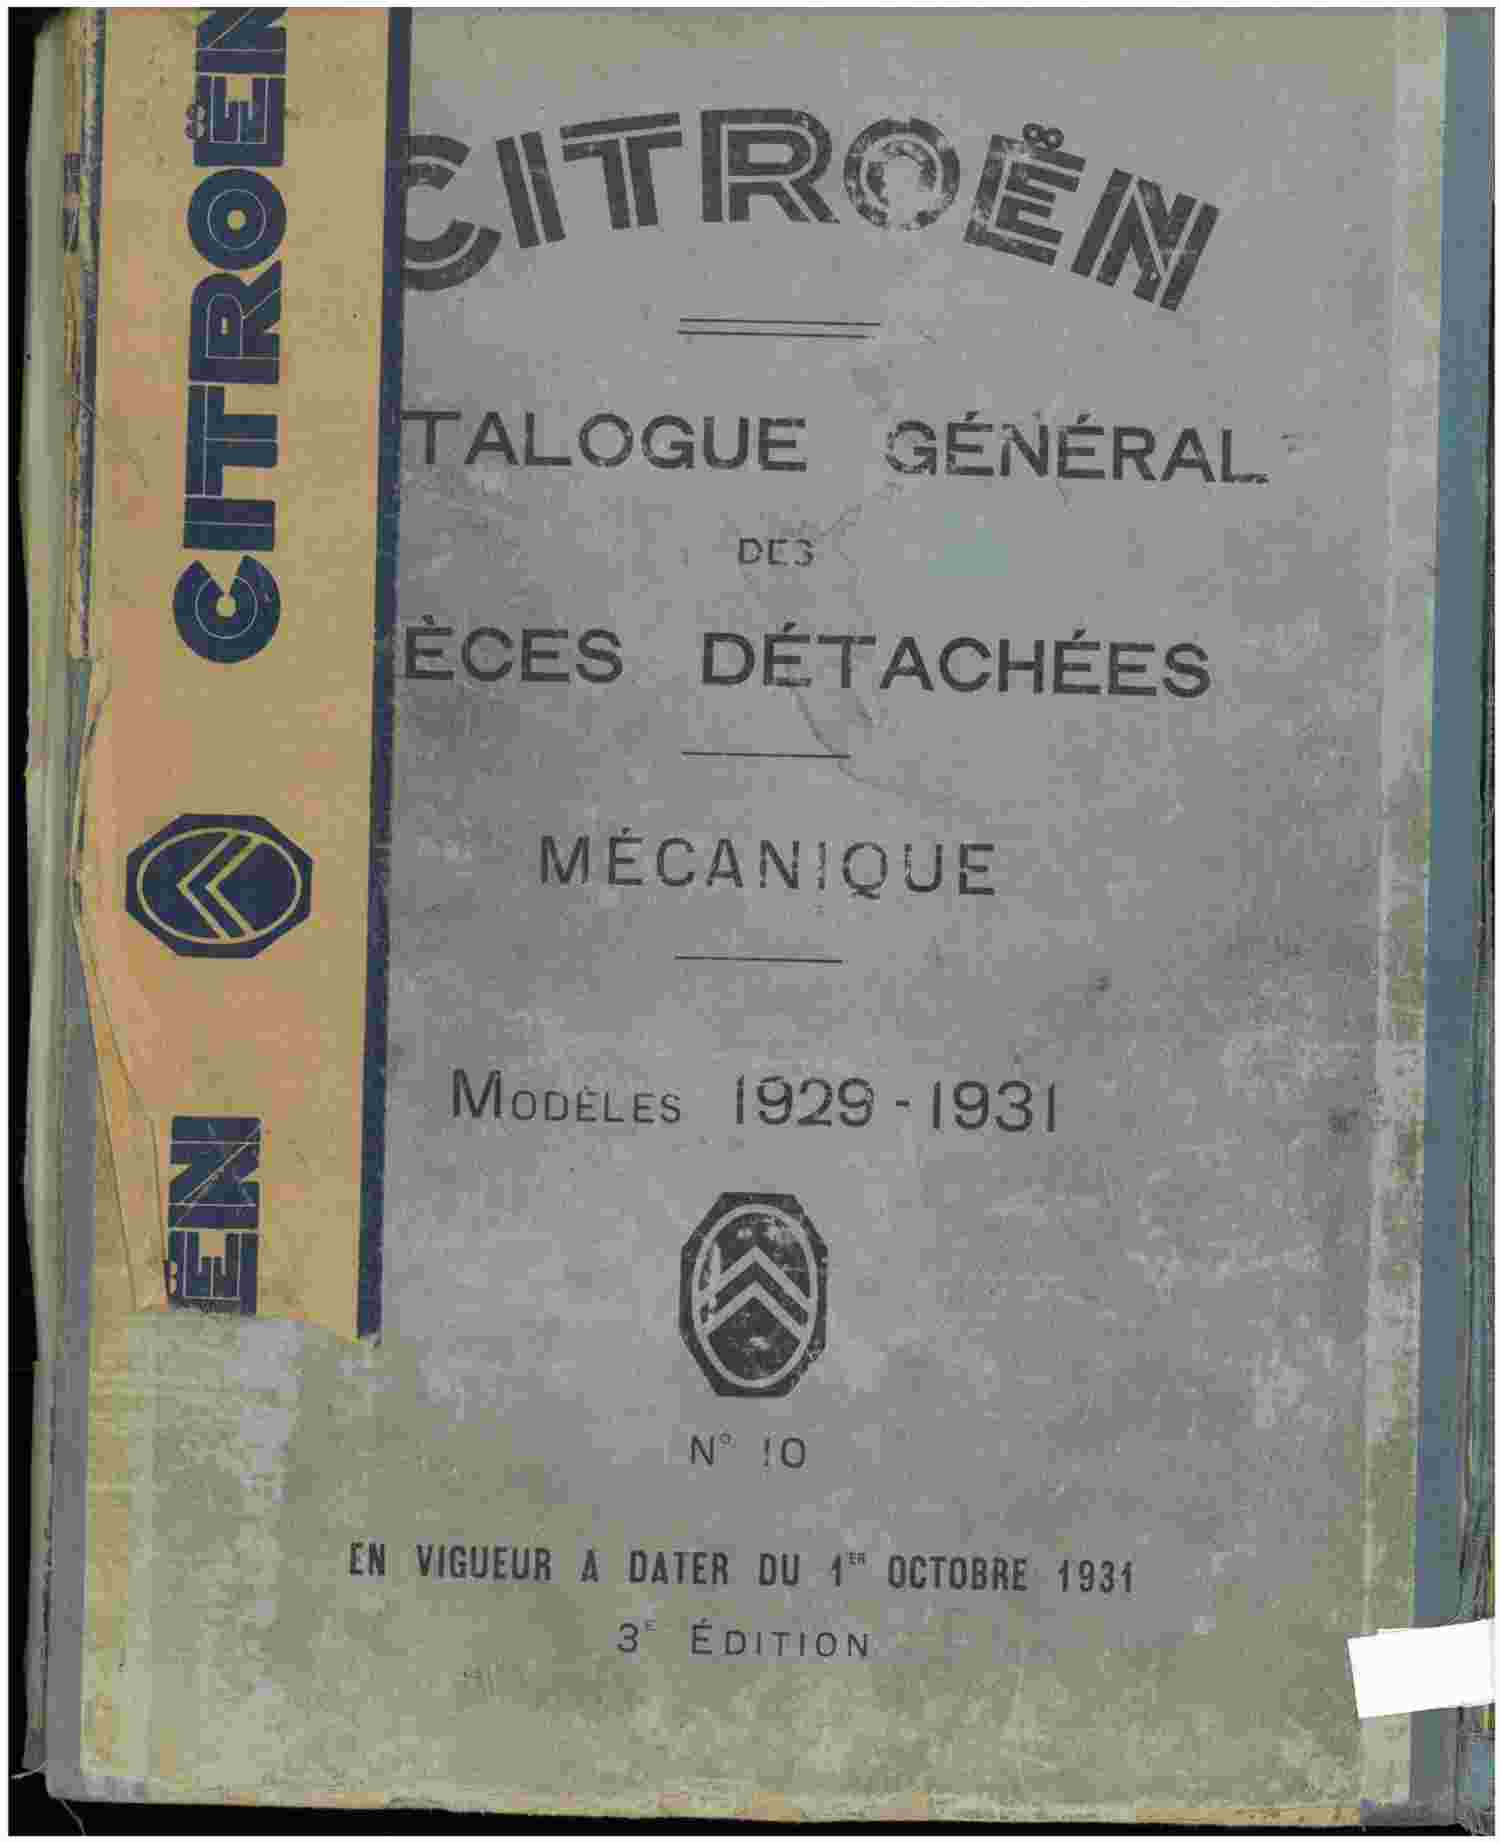 CITROËN
TALOGUE GÉNÉRAL
DES
ÈCES DÉTACHÉES
MÉCANIQUE
MODÈLES 1929-1931
N° 10
EN VIGUEUR A DATER DU 1ER OCTOBRE 1931
3E ÉDITION
CITROËN
ËN